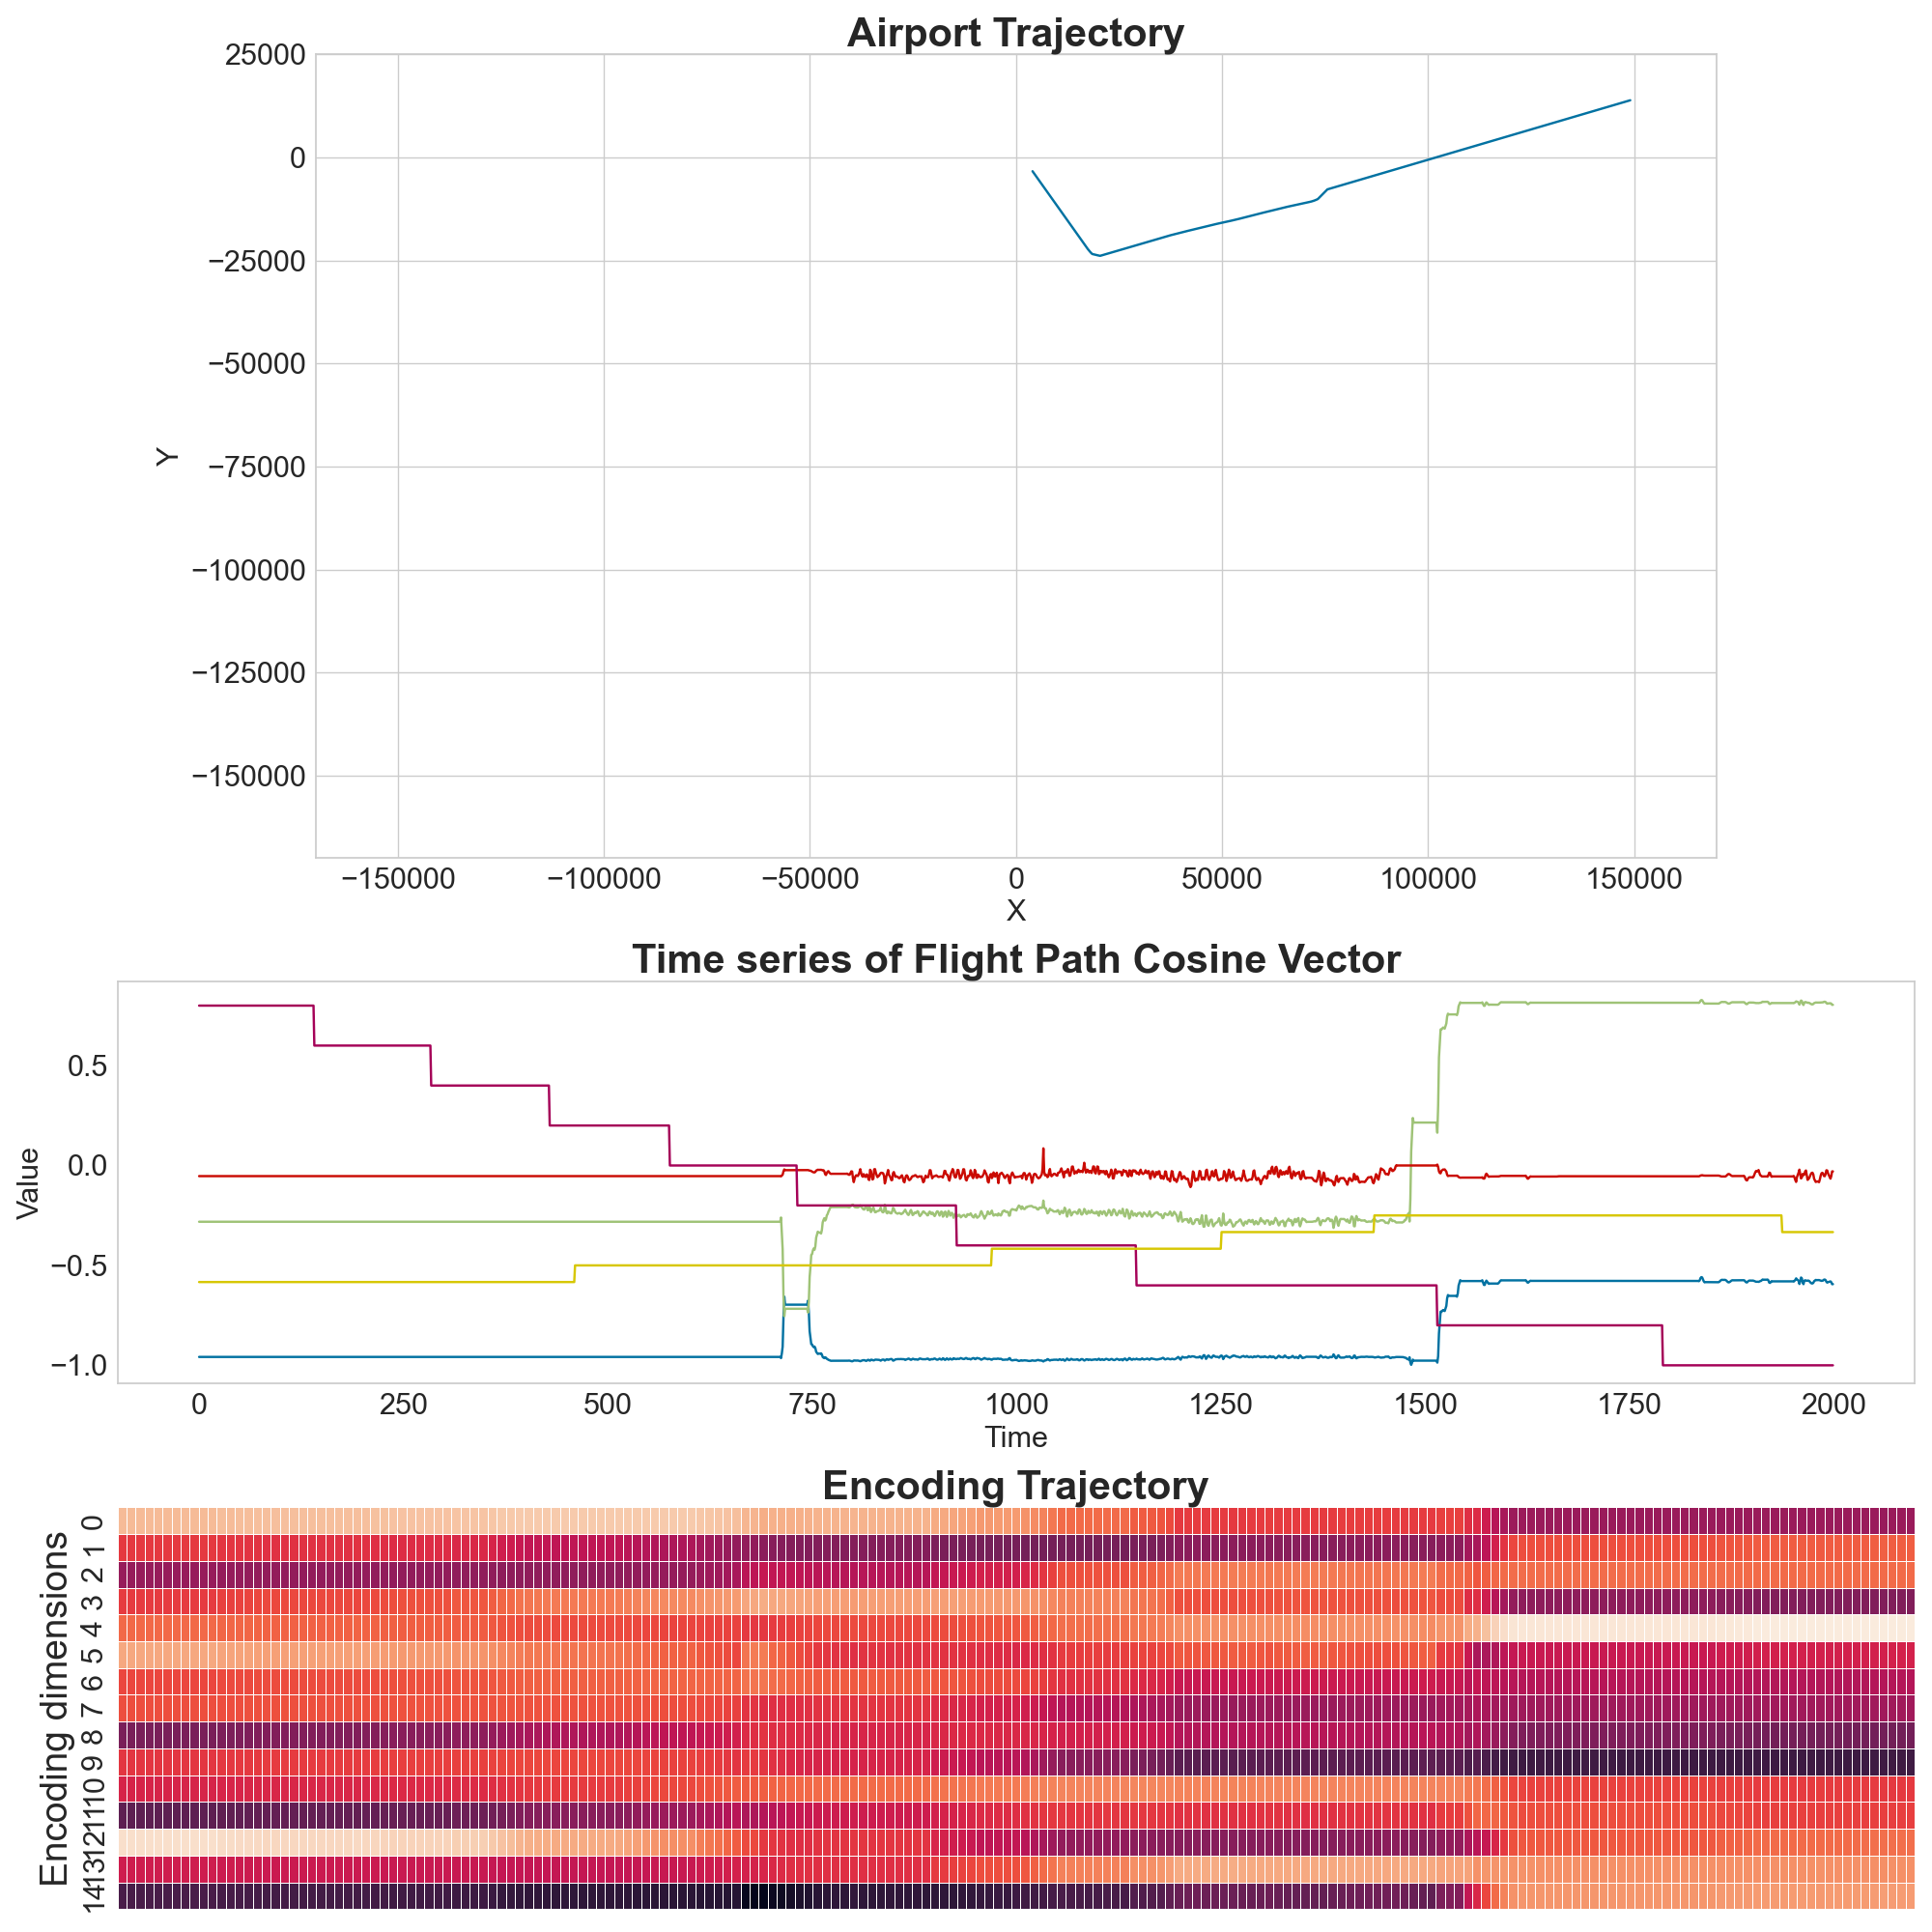 Airport Trajectory
25000
0
−25000
−50000
−75000
−100000
−125000
−150000
Y
−150000 −100000 −50000 0 50000 100000 150000
X
Time series of Flight Path Cosine Vector
0.5
0.0
−0.5
−1.0
Value
0 250 500 750 1000 1250 1500 1750 2000
Time
Encoding Trajectory
Encoding dimensions
0
1
2
3
4
5
6
7
8
9
10
11
12
13
14